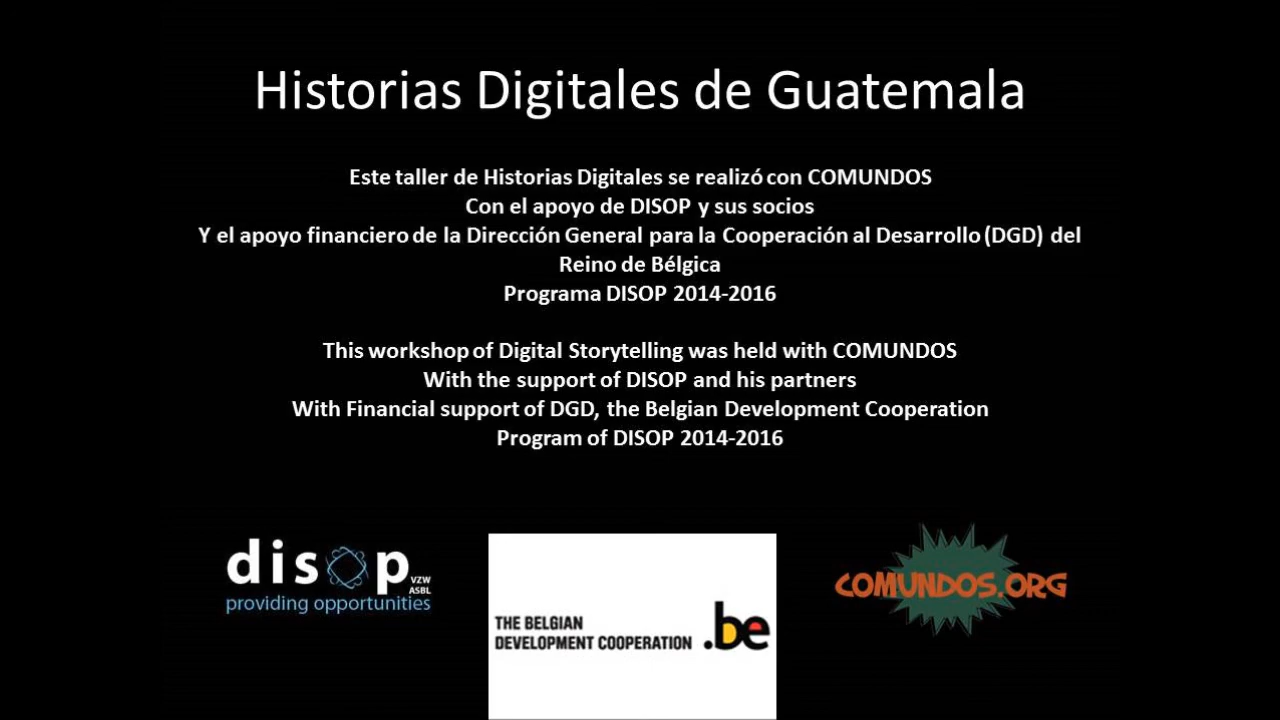 Historias Digitales de Guatemala
Este taller de Historias Digitales se realizó con COMUNDOS
Con el apoyo de DISOP y sus socios
Y el apoyo financiero de la Dirección General para la Cooperación al Desarrollo (DGD) del
Reino de Bélgica
Programa DISOP 2014-2016
This workshop of Digital Storytelling was held with COMUNDOS
With the support of DISOP and his partners
With Financial support of DGD, the Belgian Development Cooperation
Program of DISOP 2014-2016
disop VZW
ASBL
providing opportunities
THE BELGIAN
DEVELOPMENT COOPERATION .be
COMUNDOS.ORG